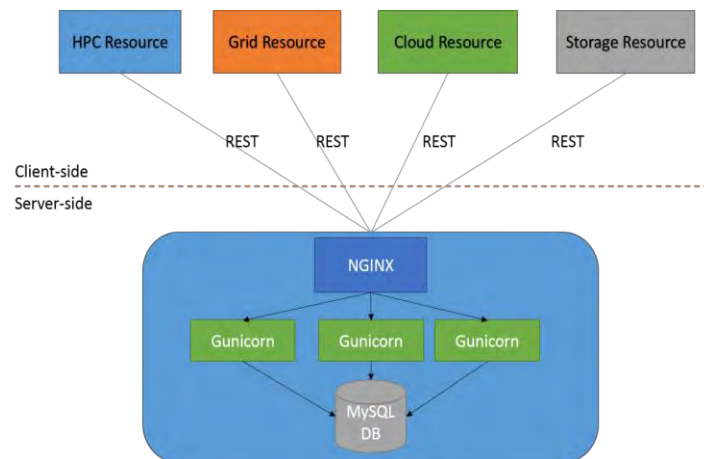 HPC Resource
Grid Resource
Cloud Resource
Storage Resource
REST
REST
REST
REST
Client-side
Server-side
NGINX
Gunicorn
Gunicorn
Gunicorn
MySQL
DB